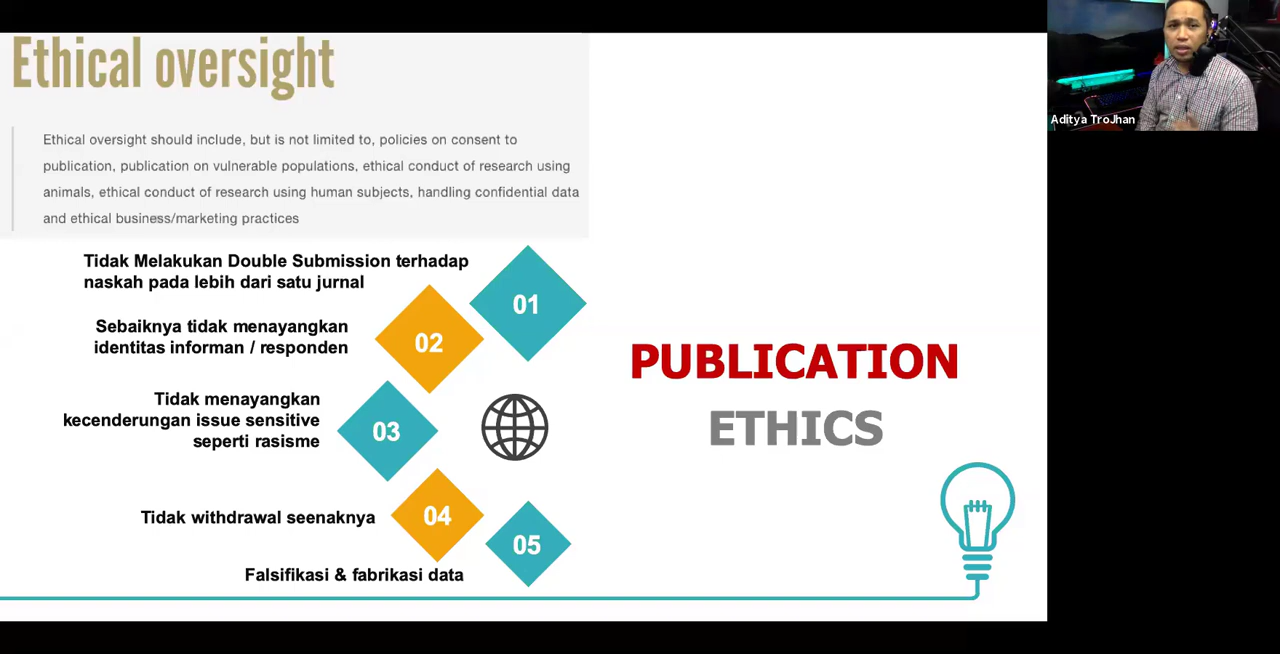 Ethical oversight
Ethical oversight should include, but is not limited to, policies on consent to
publication, publication on vulnerable populations, ethical conduct of research using
animals, ethical conduct of research using human subjects, handling confidential data
and ethical business/marketing practices
Tidak Melakukan Double Submission terhadap
naskah pada lebih dari satu jurnal
01
Sebaiknya tidak menayangkan
identitas informan / responden
02
Tidak menayangkan
kecenderungan issue sensitive
seperti rasisme
03
Tidak withdrawal seenaknya
04
Falsifikasi & fabrikasi data
05
PUBLICATION
ETHICS
Aditya TroJhan